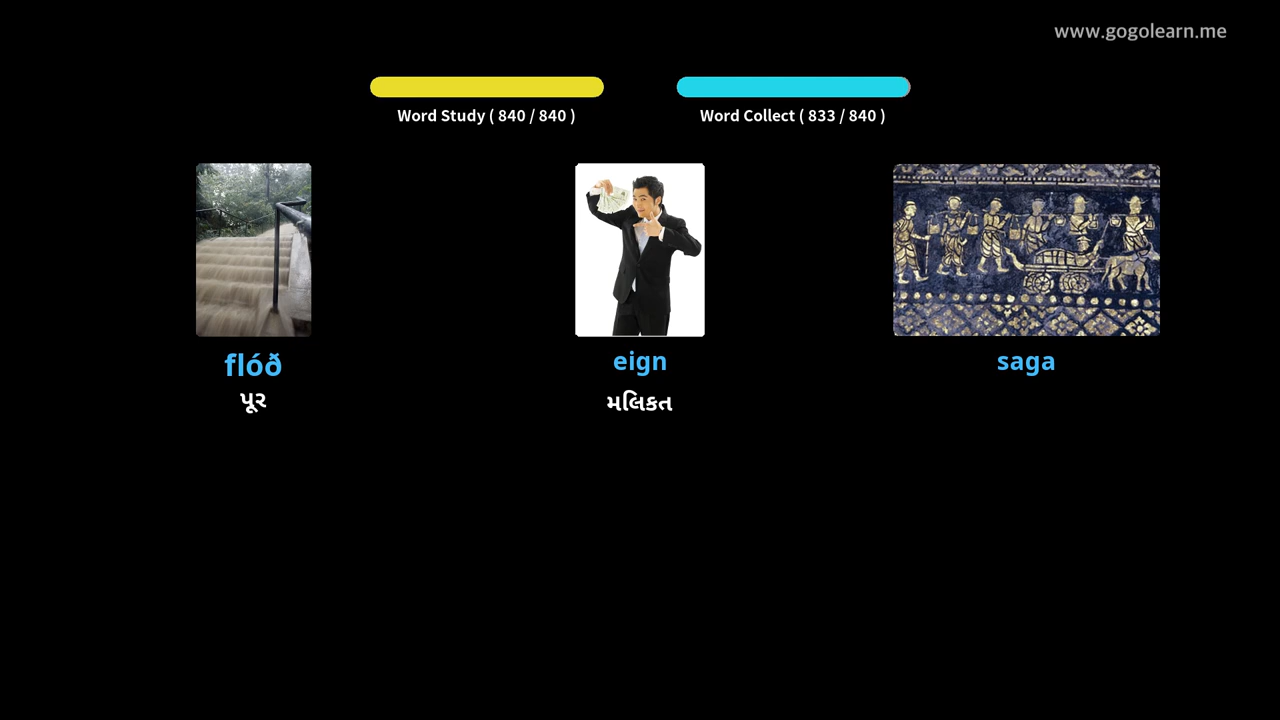 www.gogolearn.me
Word Study ( 840 / 840 )
Word Collect ( 833 / 840 )
flóð
eign
saga
પૂર
મલિકત